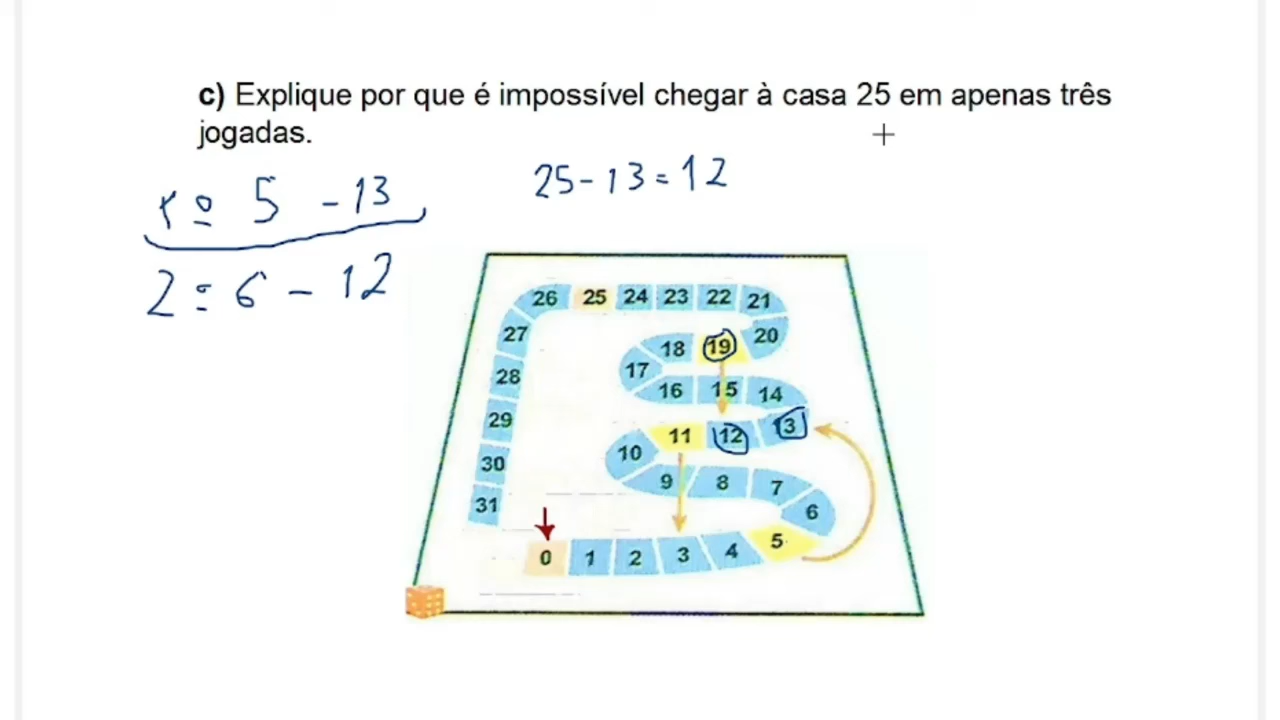 c) Explique por que é impossível chegar à casa 25 em apenas três
jogadas.
1º 5 - 13
25 - 13 = 12
2º 6 - 12
26 25 24 23 22 21
27 18 19 20
28 17 16 15 14
29 11 12 13
30 10 9 8 7
31 6
0 1 2 3 4 5